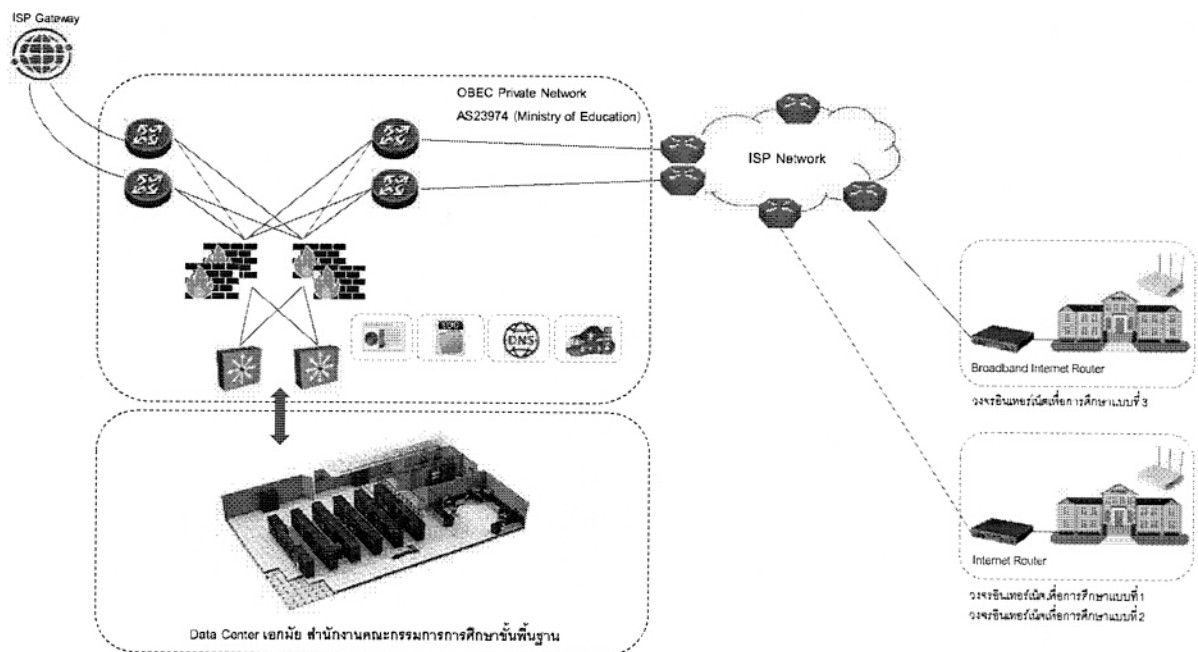 ISP Gateway
OBEC Private Network
AS23974 (Ministry of Education)
ISP Network
DNS
Broadband Internet Router
วงจรอินเทอร์เน็ตเพื่อการศึกษาแบบที่ 3
Internet Router
วงจรอินเทอร์เน็ตเพื่อการศึกษาแบบที่ 1
วงจรอินเทอร์เน็ตเพื่อการศึกษาแบบที่ 2
Data Center เอกมัย สำนักงานคณะกรรมการการศึกษาขั้นพื้นฐาน